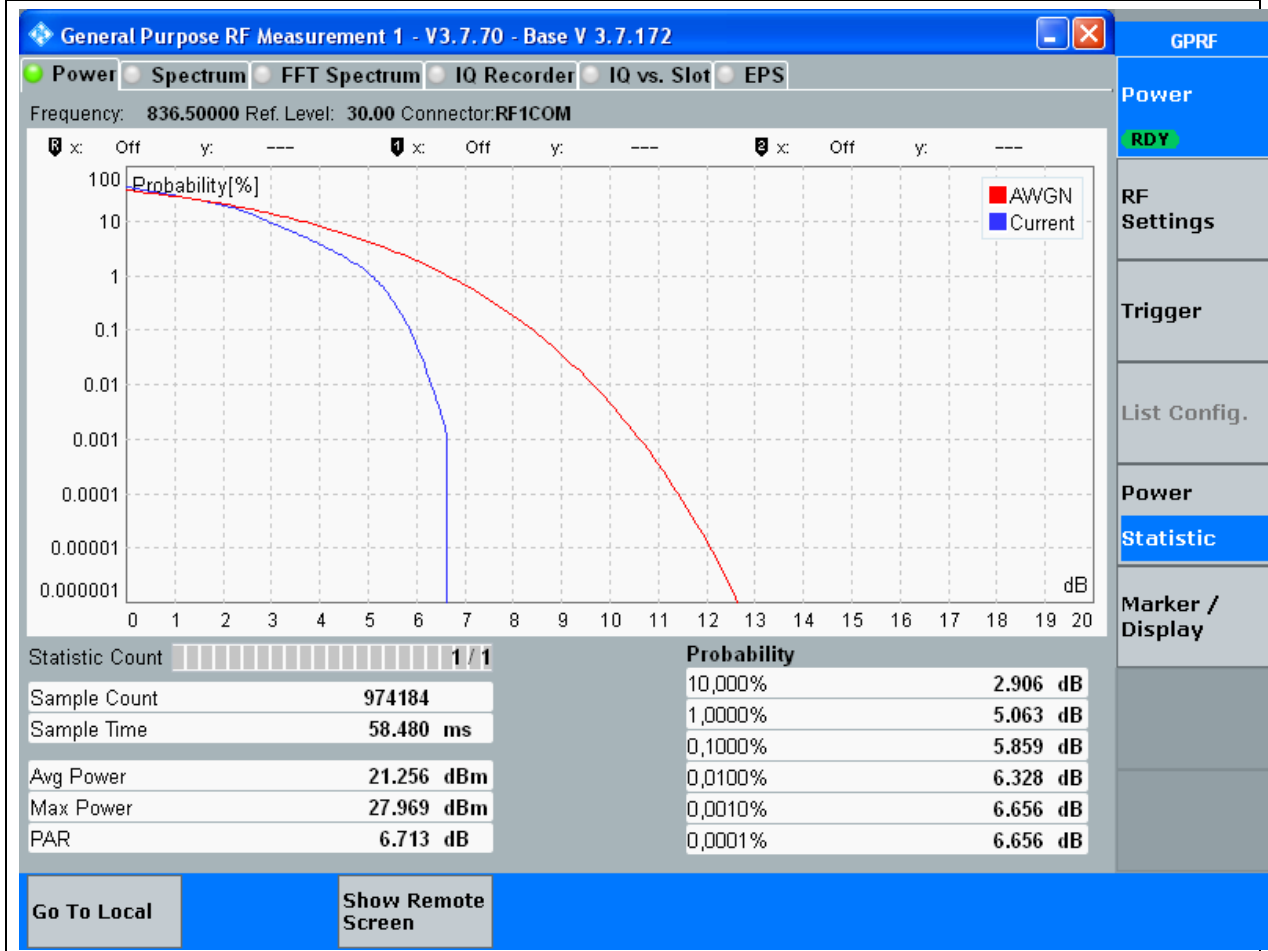 General Purpose RF Measurement 1 - V3.7.70 - Base V 3.7.172
GPRF
Power Spectrum FFT Spectrum IQ Recorder IQ vs. Slot EPS
Frequency: 836.50000 Ref. Level: 30.00 Connector:RF1COM
R x: Off y: --- 1 x: Off y: --- 2 x: Off y: ---
Probability[%]
100
10
1
0.1
0.01
0.001
0.0001
0.00001
0.000001
AWGN
Current
dB
0 1 2 3 4 5 6 7 8 9 10 11 12 13 14 15 16 17 18 19 20
Statistic Count 1 / 1
Sample Count 974184
Sample Time 58.480 ms
Avg Power 21.256 dBm
Max Power 27.969 dBm
PAR 6.713 dB
Probability
10,000% 2.906 dB
1,0000% 5.063 dB
0,1000% 5.859 dB
0,0100% 6.328 dB
0,0010% 6.656 dB
0,0001% 6.656 dB
Power
RDY
RF
Settings
Trigger
List Config.
Power
Statistic
Marker /
Display
Go To Local
Show Remote
Screen